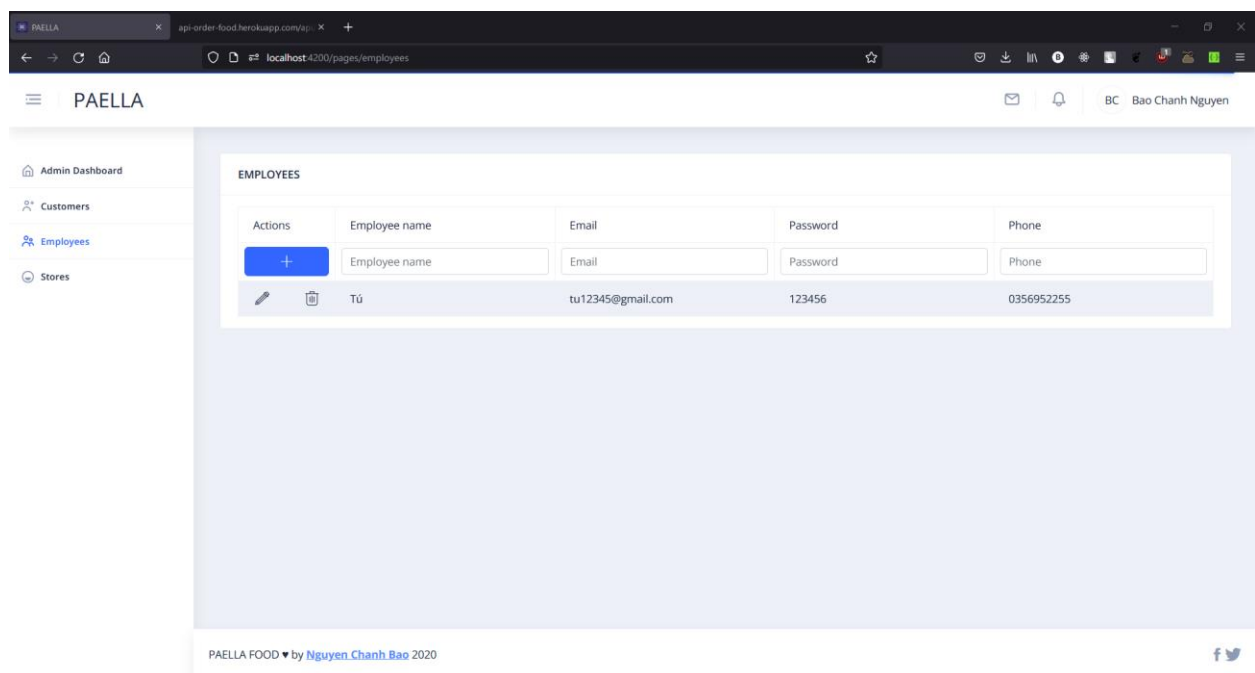 PAELLA
api-order-food.herokuapp.com/api
localhost:4200/pages/employees
PAELLA
BC Bao Chanh Nguyen
Admin Dashboard
Customers
Employees
Stores
EMPLOYEES
Actions Employee name Email Password Phone
Employee name Email Password Phone
Tú tu12345@gmail.com 123456 0356952255
PAELLA FOOD ♥ by Nguyen Chanh Bao 2020